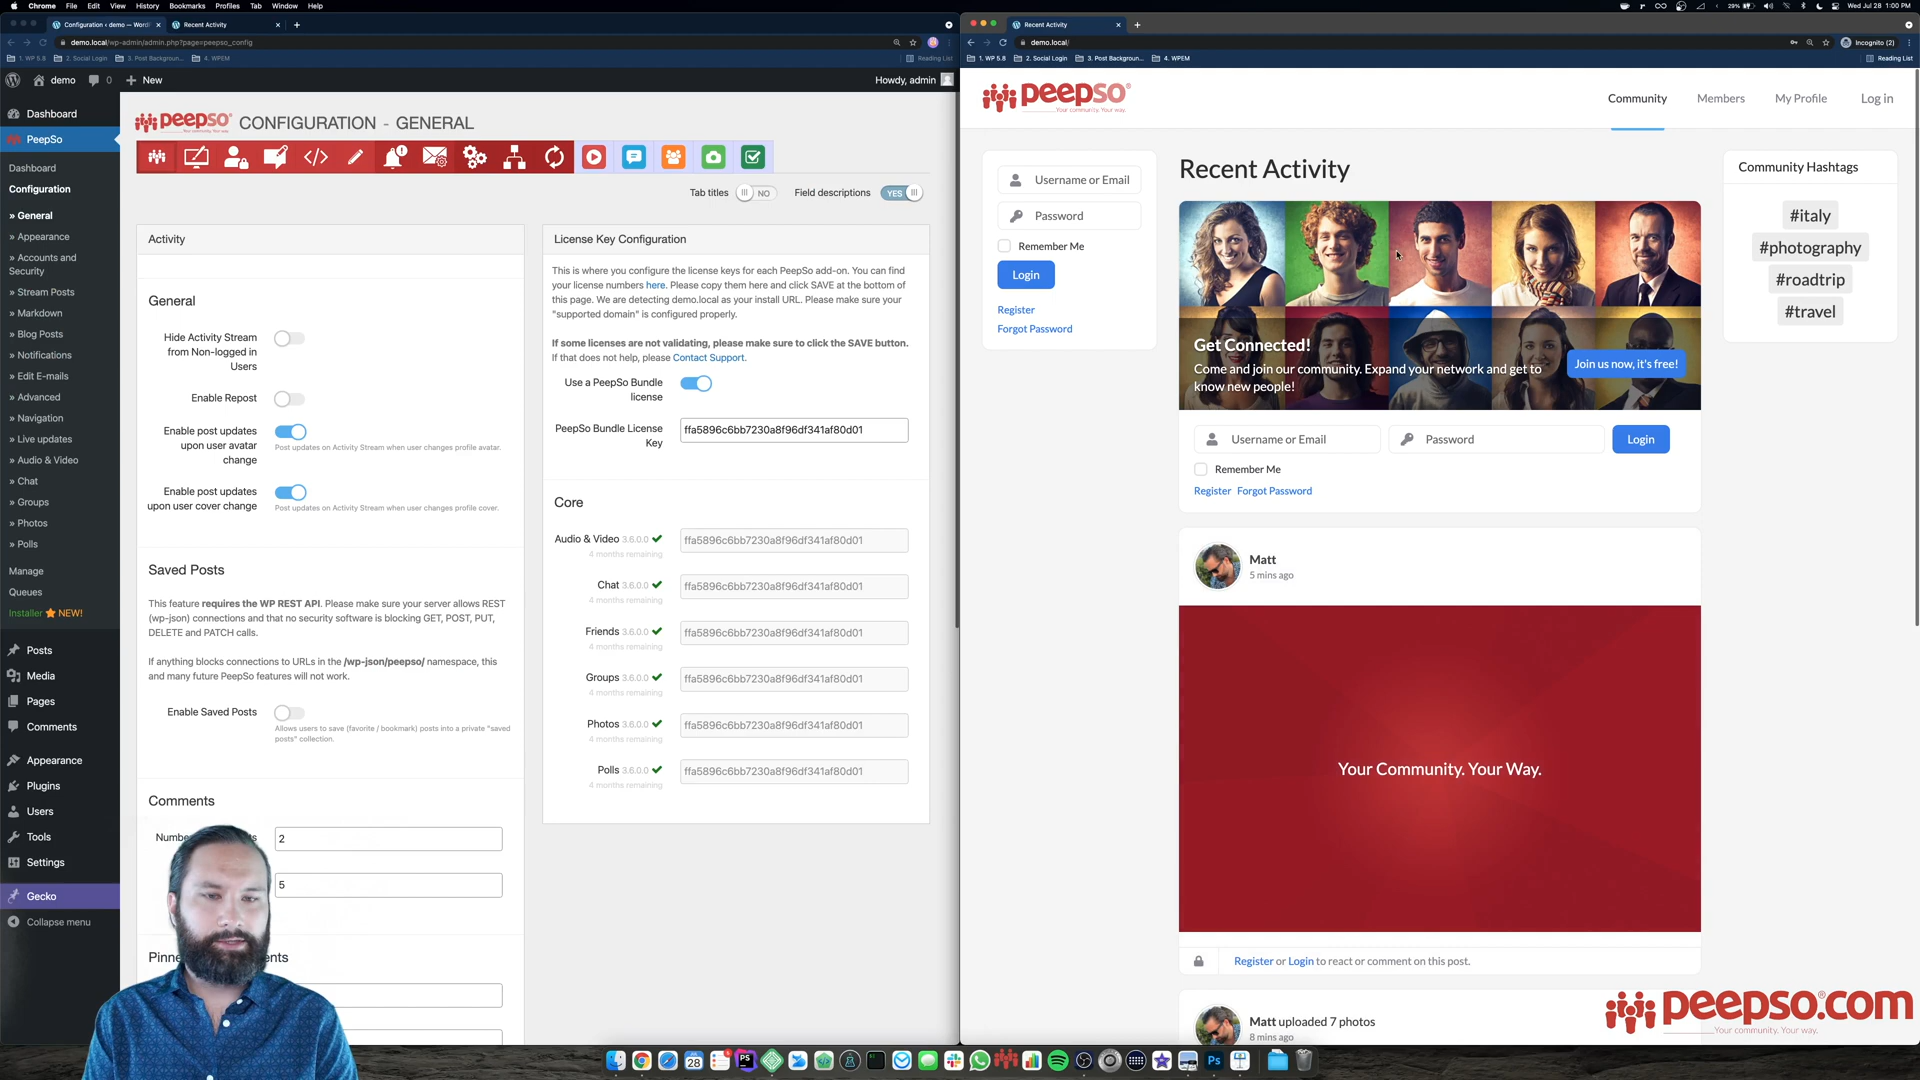 Chrome File Edit View History Bookmarks Profiles Tab Window Help
29% Wed Jul 28 1:00 PM
Configuration ‹ demo — Word
Recent Activity
demo.local/wp-admin/admin.php?page=peepso_config
1. WP 5.8 2. Social Login 3. Post Backgroun... 4. WPEM Reading List
demo 0 New Howdy, admin
Dashboard
PeepSo
Dashboard
Configuration
» General
» Appearance
» Accounts and
Security
» Stream Posts
» Markdown
» Blog Posts
» Notifications
» Edit E-mails
» Advanced
» Navigation
» Live updates
» Audio & Video
» Chat
» Groups
» Photos
» Polls
Manage
Queues
Installer NEW!
Posts
Media
Pages
Comments
Appearance
Plugins
Users
Tools
Settings
Gecko
Collapse menu
peepso CONFIGURATION - GENERAL
Your community. Your way.
Tab titles NO Field descriptions YES
Activity
General
Hide Activity Stream
from Non-logged in
Users
Enable Repost
Enable post updates
upon user avatar
change
Post updates on Activity Stream when user changes profile avatar.
Enable post updates
upon user cover change
Post updates on Activity Stream when user changes profile cover.
Saved Posts
This feature requires the WP REST API. Please make sure your server allows REST
(wp-json) connections and that no security software is blocking GET, POST, PUT,
DELETE and PATCH calls.
If anything blocks connections to URLs in the /wp-json/peepso/ namespace, this
and many future PeepSo features will not work.
Enable Saved Posts
Allows users to save (favorite / bookmark) posts into a private "saved
posts" collection.
Comments
2
5
License Key Configuration
This is where you configure the license keys for each PeepSo add-on. You can find
your license numbers here. Please copy them here and click SAVE at the bottom of
this page. We are detecting demo.local as your install URL. Please make sure your
"supported domain" is configured properly.
If some licenses are not validating, please make sure to click the SAVE button.
If that does not help, please Contact Support.
Use a PeepSo Bundle
license
PeepSo Bundle License
Key
ffa5896c6bb7230a8f96df341af80d01
Core
Audio & Video 3.6.0.0 ffa5896c6bb7230a8f96df341af80d01
4 months remaining
Chat 3.6.0.0 ffa5896c6bb7230a8f96df341af80d01
4 months remaining
Friends 3.6.0.0 ffa5896c6bb7230a8f96df341af80d01
4 months remaining
Groups 3.6.0.0 ffa5896c6bb7230a8f96df341af80d01
4 months remaining
Photos 3.6.0.0 ffa5896c6bb7230a8f96df341af80d01
4 months remaining
Polls 3.6.0.0 ffa5896c6bb7230a8f96df341af80d01
4 months remaining
Recent Activity
demo.local/ Incognito (2)
1. WP 5.8 2. Social Login 3. Post Backgroun... 4. WPEM Reading List
peepso®
Your community. Your way.
Community Members My Profile Log in
Username or Email
Password
Remember Me
Login
Register
Forgot Password
Recent Activity
Get Connected!
Come and join our community. Expand your network and get to
know new people!
Join us now, it's free!
Username or Email Password Login
Remember Me
Register Forgot Password
Matt
5 mins ago
Your Community. Your Way.
Register or Login to react or comment on this post.
Matt uploaded 7 photos
8 mins ago
Community Hashtags
#italy
#photography
#roadtrip
#travel
peepso®.com
Your community. Your way.
28
PS
Ps